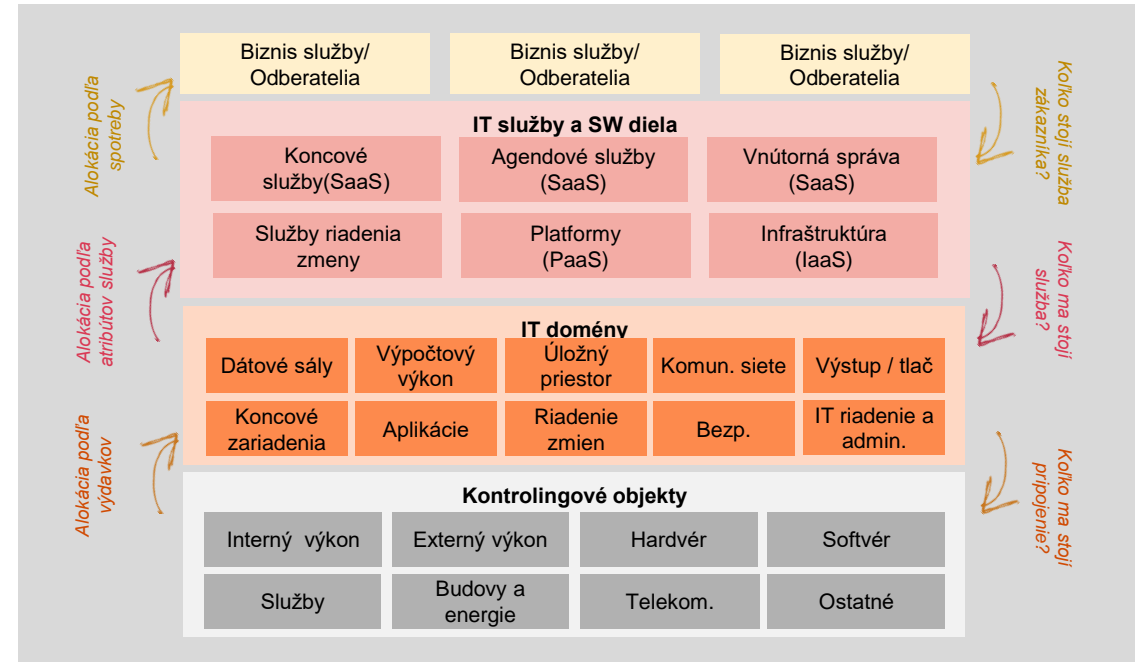 Biznis služby/
Odberatelia
Biznis služby/
Odberatelia
Biznis služby/
Odberatelia
Alokácia podľa
spotreby
Koľko stojí služba
zákazníka?
IT služby a SW diela
Koncové
služby(SaaS)
Agendové služby
(SaaS)
Vnútorná správa
(SaaS)
Služby riadenia
zmeny
Platformy
(PaaS)
Infraštruktúra
(IaaS)
Alokácia podľa
atribútov služby
Koľko ma stojí
služba?
IT domény
Dátové sály
Výpočtový
výkon
Úložný
priestor
Komun. siete
Výstup / tlač
Koncové
zariadenia
Aplikácie
Riadenie
zmien
Bezp.
IT riadenie a
admin.
Alokácia podľa
výdavkov
Koľko ma stojí
pripojenie?
Kontrolingové objekty
Interný výkon
Externý výkon
Hardvér
Softvér
Služby
Budovy a
energie
Telekom.
Ostatné